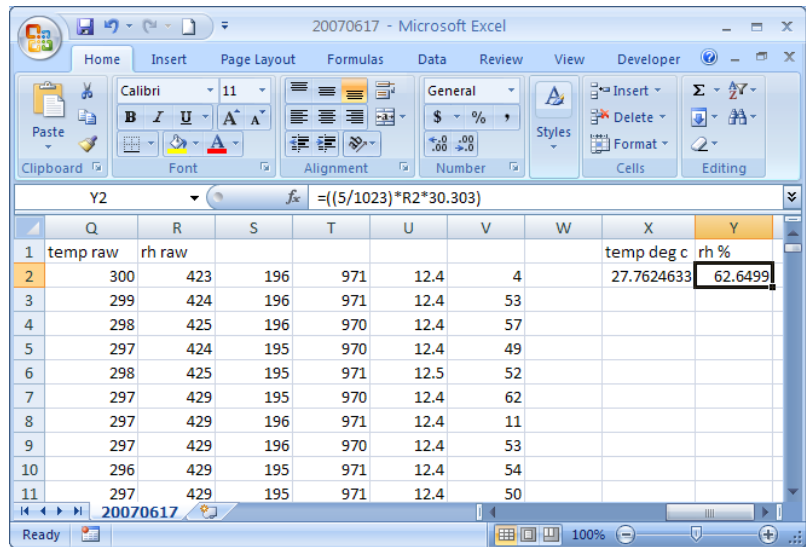 20070617 - Microsoft Excel
Home Insert Page Layout Formulas Data Review View Developer
Paste
Calibri 11
B I U A A
A
General
$ % ,
.0 .00 .00 .0
Styles
Insert
Delete
Format
Σ
Clipboard Font Alignment Number Cells Editing
Y2 fx =((5/1023)*R2*30.303)
Q R S T U V W X Y
1 temp raw rh raw temp deg c rh %
2 300 423 196 971 12.4 4 27.7624633 62.6499
3 299 424 196 971 12.4 53
4 298 425 196 970 12.4 57
5 297 424 195 970 12.4 49
6 298 425 195 971 12.5 52
7 297 429 195 970 12.4 62
8 297 429 196 971 12.4 11
9 297 429 196 970 12.4 53
10 296 429 195 971 12.4 54
11 297 429 195 971 12.4 50
20070617
Ready 100%